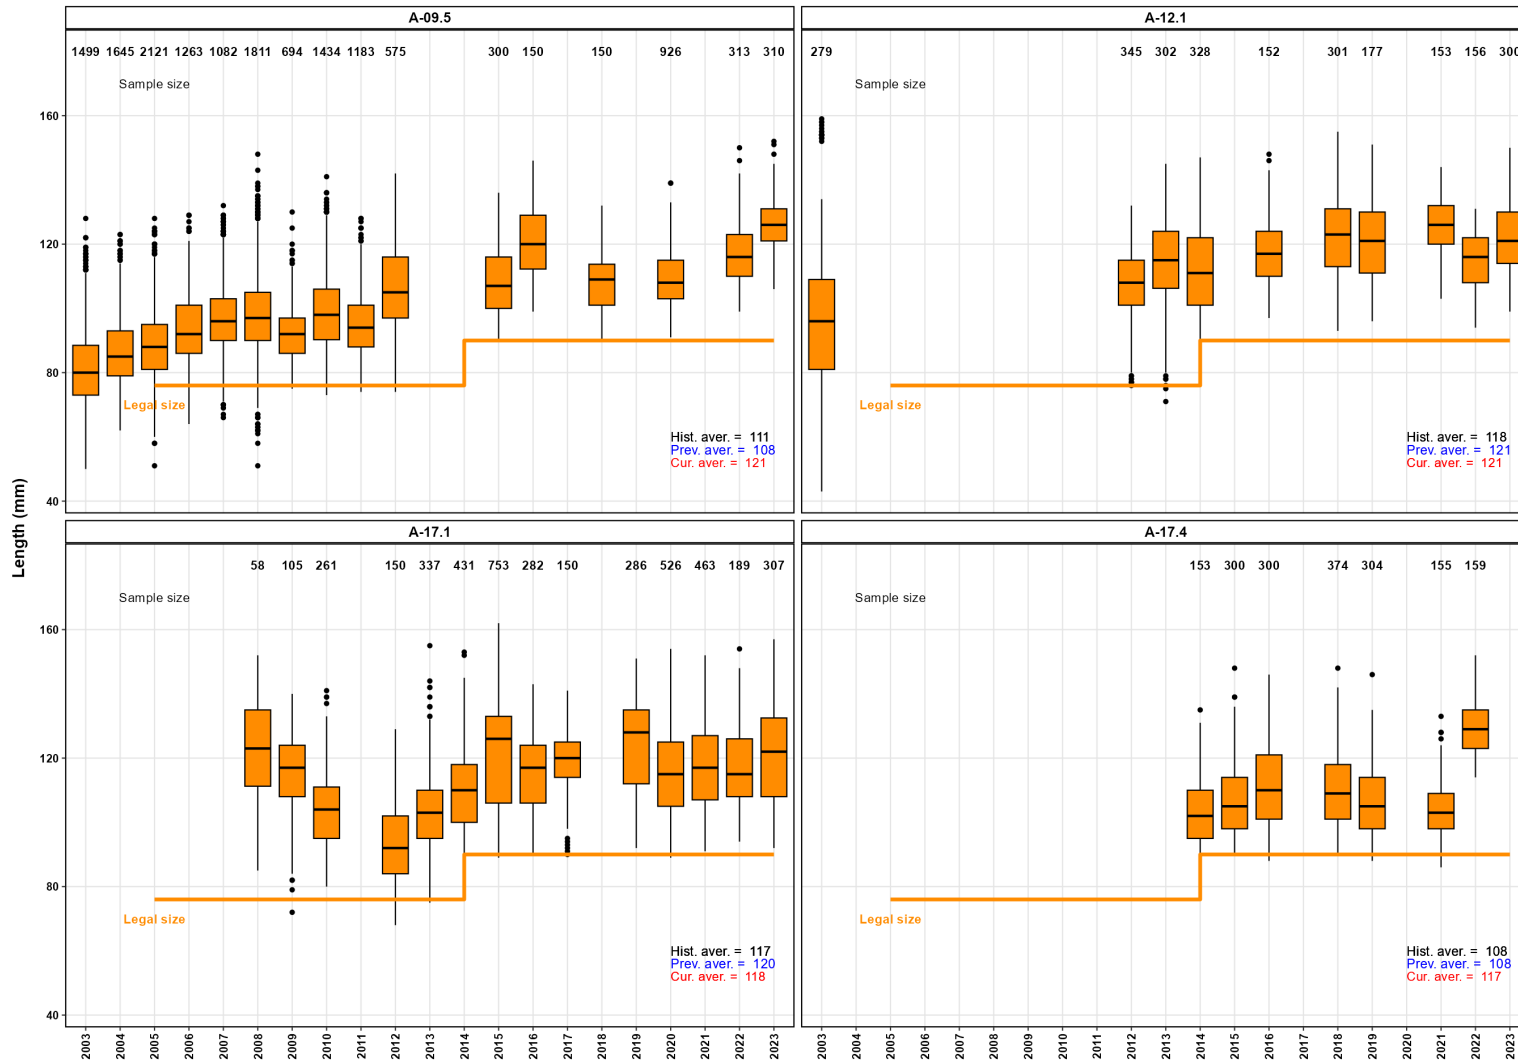 A-09.5
1499 1645 2121 1263 1082 1811 694 1434 1183 575 300 150 150 926 313 310
Sample size
Legal size
Hist. aver. = 111
Prev. aver. = 108
Cur. aver. = 121
160
120
80
40
A-12.1
279 345 302 328 152 301 177 153 156 300
Sample size
Legal size
Hist. aver. = 118
Prev. aver. = 121
Cur. aver. = 121
Length (mm)
A-17.1
58 105 261 150 337 431 753 282 150 286 526 463 189 307
Sample size
Legal size
Hist. aver. = 117
Prev. aver. = 120
Cur. aver. = 118
160
120
80
40
A-17.4
153 300 300 374 304 155 159
Sample size
Legal size
Hist. aver. = 108
Prev. aver. = 108
Cur. aver. = 117
2003 2004 2005 2006 2007 2008 2009 2010 2011 2012 2013 2014 2015 2016 2017 2018 2019 2020 2021 2022 2023
2003 2004 2005 2006 2007 2008 2009 2010 2011 2012 2013 2014 2015 2016 2017 2018 2019 2020 2021 2022 2023